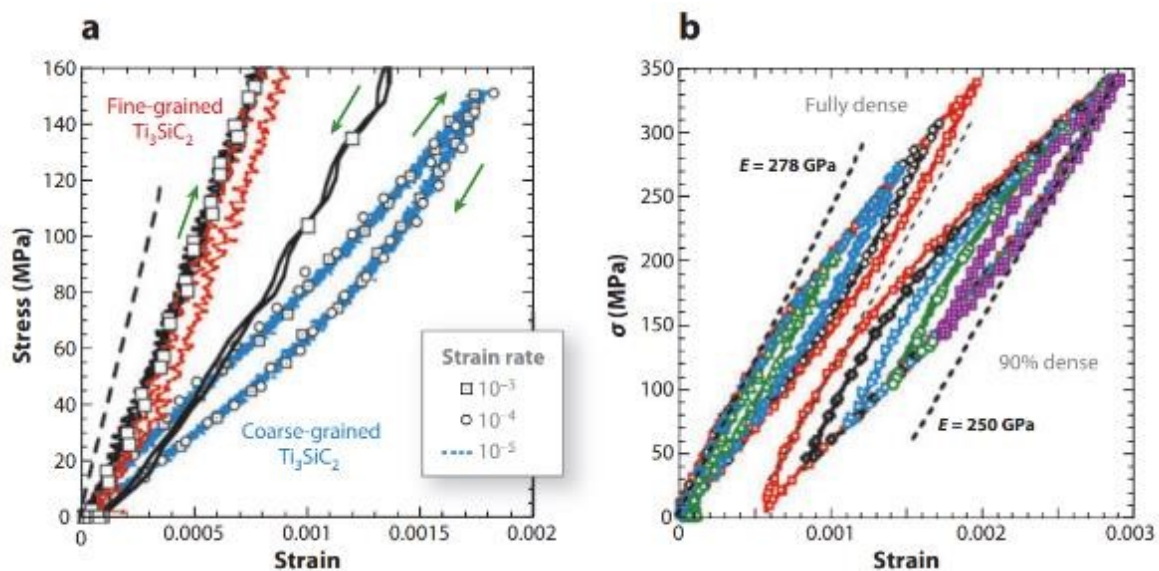 a
160
140
120
100
80
60
40
20
0
Stress (MPa)
0
0.0005
0.001
0.0015
0.002
Strain
Fine-grained
Ti₃SiC₂
Coarse-grained
Ti₃SiC₂
Strain rate
10⁻³
10⁻⁴
10⁻⁵
b
350
300
250
200
150
100
50
0
σ (MPa)
0
0.001
0.002
0.003
Strain
Fully dense
E = 278 GPa
90% dense
E = 250 GPa